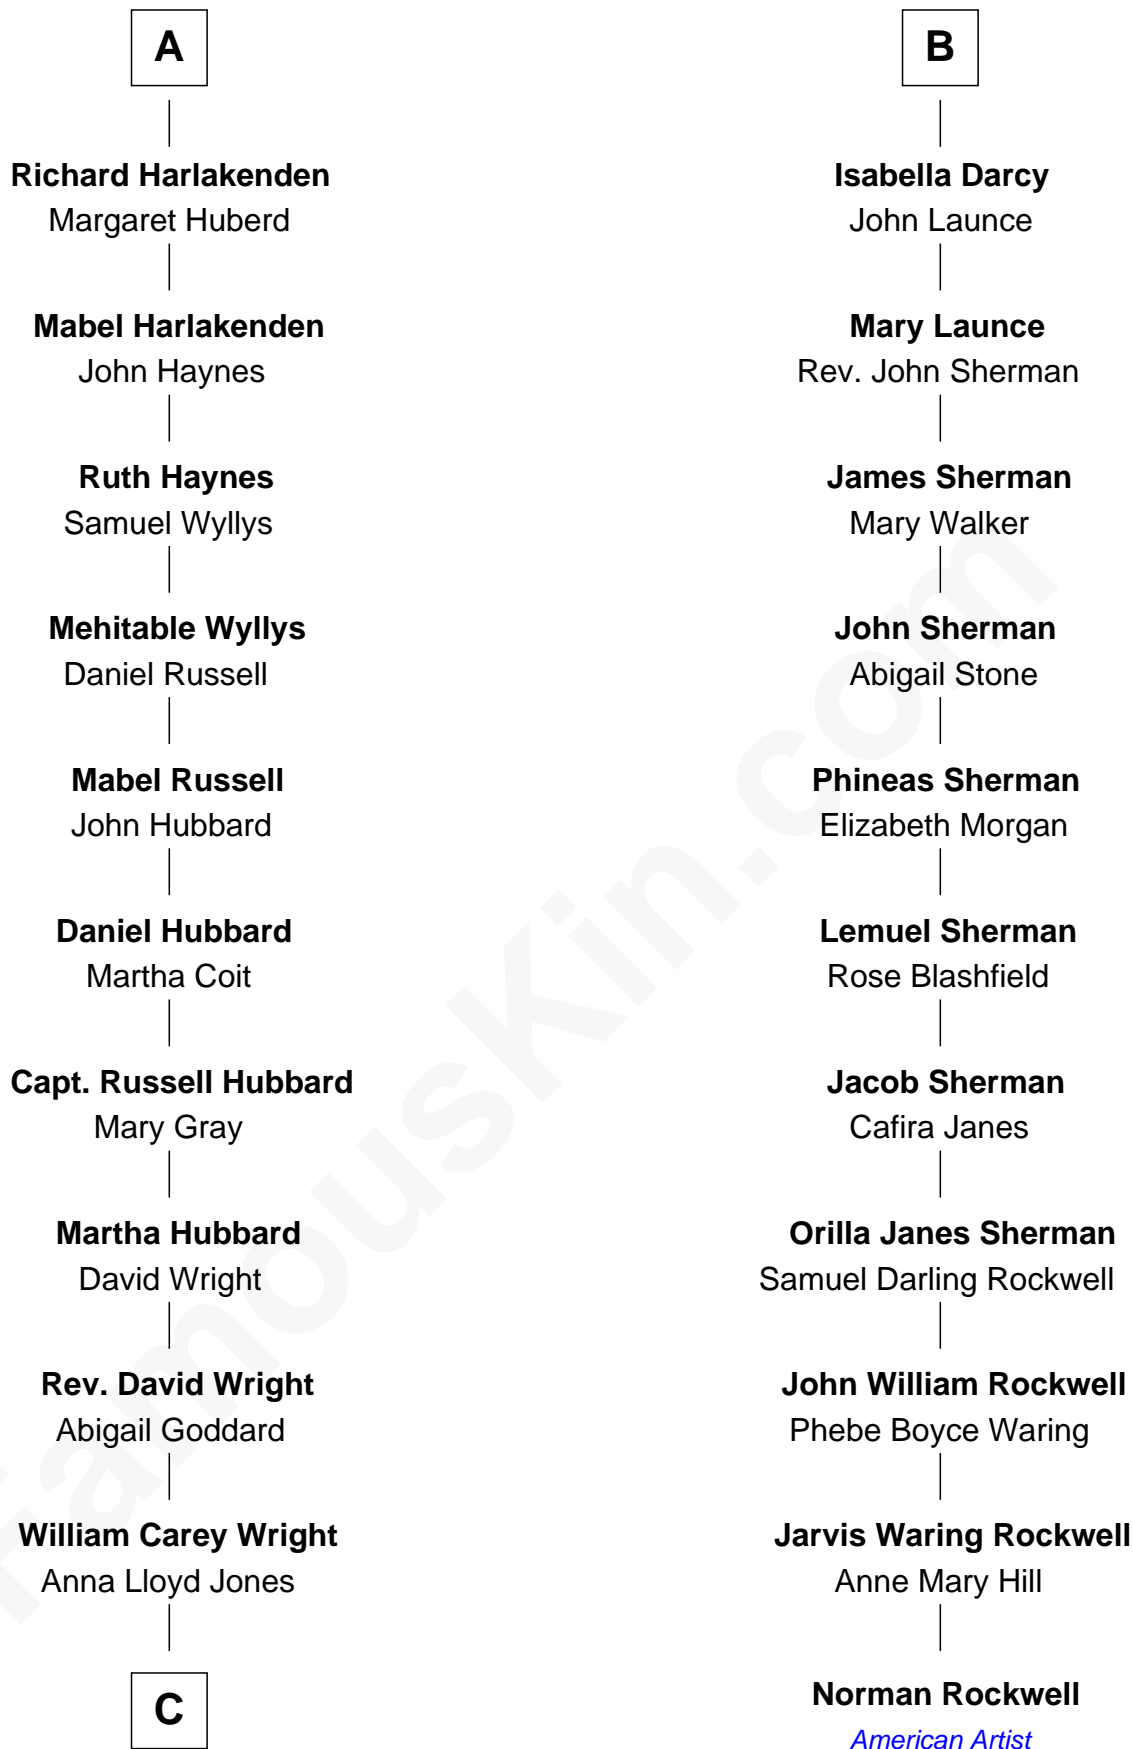 A
Richard Harlakenden
Margaret Huberd
Mabel Harlakenden
John Haynes
Ruth Haynes
Samuel Wyllys
Mehitable Wyllys
Daniel Russell
Mabel Russell
John Hubbard
Daniel Hubbard
Martha Coit
Capt. Russell Hubbard
Mary Gray
Martha Hubbard
David Wright
Rev. David Wright
Abigail Goddard
William Carey Wright
Anna Lloyd Jones
C
B
Isabella Darcy
John Launce
Mary Launce
Rev. John Sherman
James Sherman
Mary Walker
John Sherman
Abigail Stone
Phineas Sherman
Elizabeth Morgan
Lemuel Sherman
Rose Blashfield
Jacob Sherman
Cafira Janes
Orilla Janes Sherman
Samuel Darling Rockwell
John William Rockwell
Phebe Boyce Waring
Jarvis Waring Rockwell
Anne Mary Hill
Norman Rockwell
American Artist
FamousKin.com